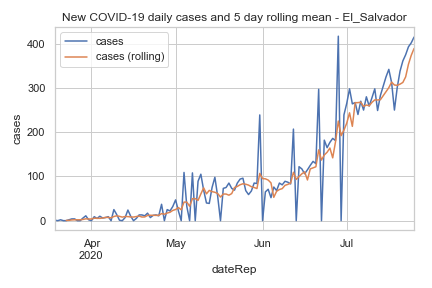 New COVID-19 daily cases and 5 day rolling mean - El_Salvador
cases
cases (rolling)
400
300
200
100
0
cases
Apr
2020
May
Jun
Jul
dateRep